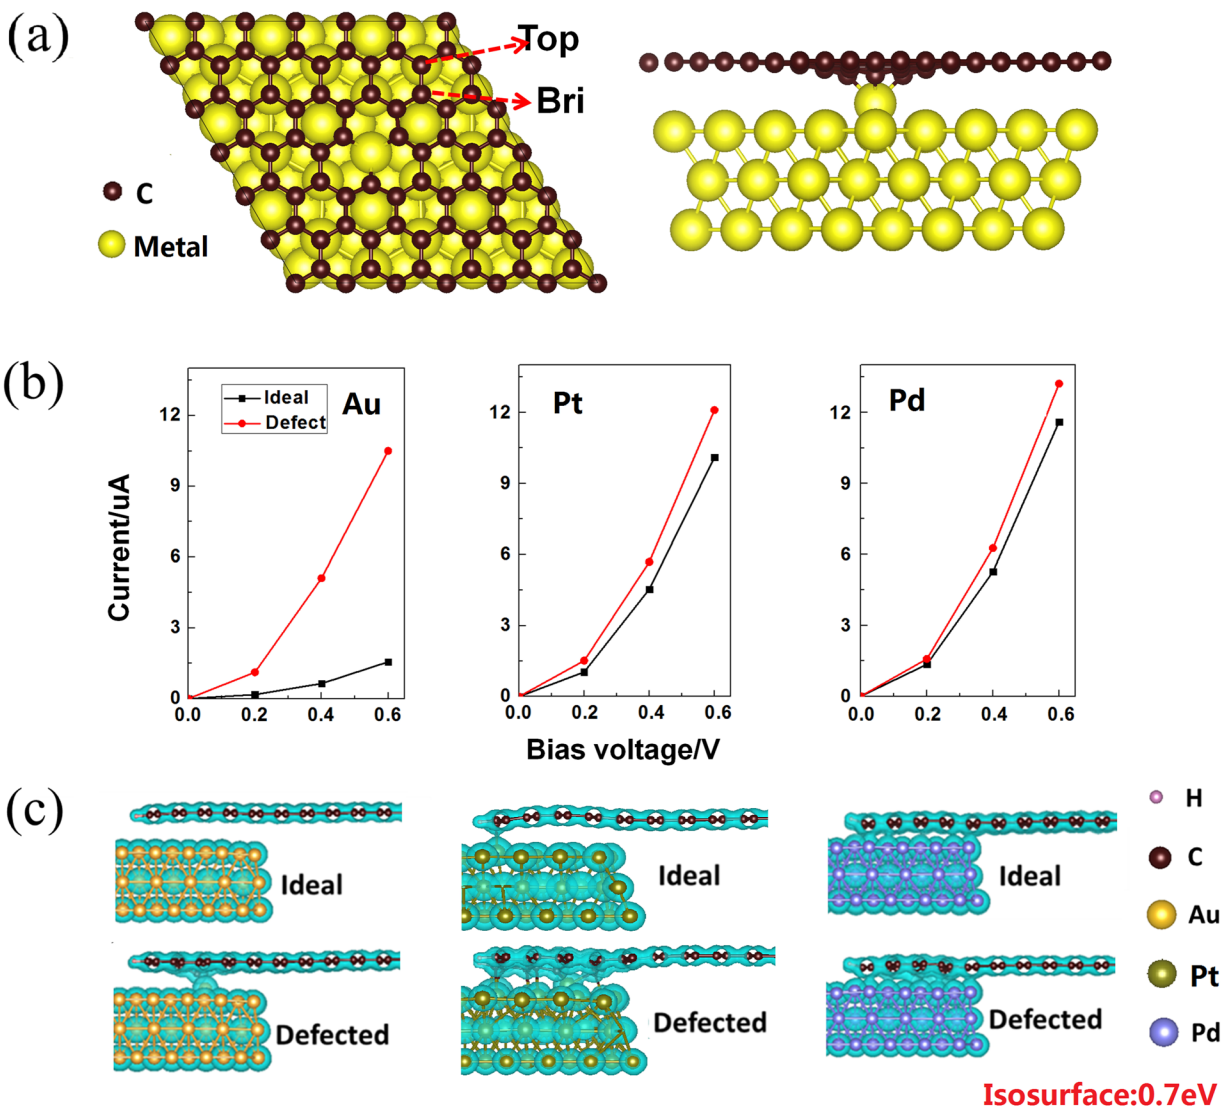 (a)
Top
Bri
C
Metal
(b)
Ideal
Defect
Au
Pt
Pd
12
9
6
3
0
12
9
6
3
0
12
9
6
3
0
Current/uA
0.0 0.2 0.4 0.6
0.0 0.2 0.4 0.6
0.0 0.2 0.4 0.6
Bias voltage/V
(c)
Ideal
Ideal
Ideal
Defected
Defected
Defected
H
C
Au
Pt
Pd
Isosurface:0.7eV